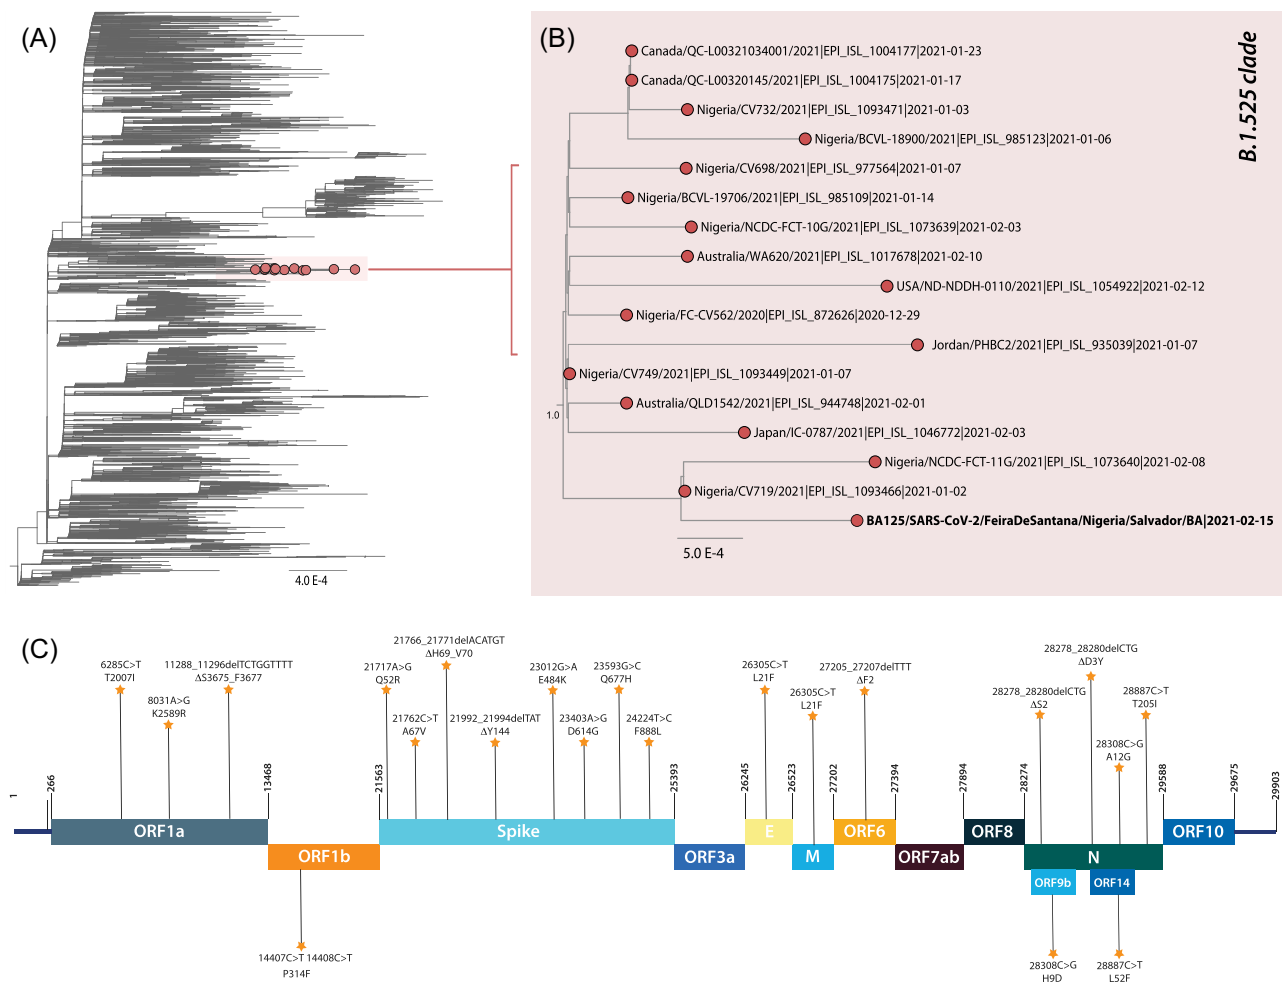 (A)
4.0 E-4
(B)
B.1.525 clade
Canada/QC-L00321034001/2021|EPI_ISL_1004177|2021-01-23
Canada/QC-L00320145/2021|EPI_ISL_1004175|2021-01-17
Nigeria/CV732/2021|EPI_ISL_1093471|2021-01-03
Nigeria/BCVL-18900/2021|EPI_ISL_985123|2021-01-06
Nigeria/CV698/2021|EPI_ISL_977564|2021-01-07
Nigeria/BCVL-19706/2021|EPI_ISL_985109|2021-01-14
Nigeria/NCDC-FCT-10G/2021|EPI_ISL_1073639|2021-02-03
Australia/WA620/2021|EPI_ISL_1017678|2021-02-10
USA/ND-NDDH-0110/2021|EPI_ISL_1054922|2021-02-12
Nigeria/FC-CV562/2020|EPI_ISL_872626|2020-12-29
Jordan/PHBC2/2021|EPI_ISL_935039|2021-01-07
Nigeria/CV749/2021|EPI_ISL_1093449|2021-01-07
Australia/QLD1542/2021|EPI_ISL_944748|2021-02-01
1.0
Japan/IC-0787/2021|EPI_ISL_1046772|2021-02-03
Nigeria/NCDC-FCT-11G/2021|EPI_ISL_1073640|2021-02-08
Nigeria/CV719/2021|EPI_ISL_1093466|2021-01-02
BA125/SARS-CoV-2/FeiraDeSantana/Nigeria/Salvador/BA|2021-02-15
5.0 E-4
(C)
6285C>T
T2007I
8031A>G
K2589R
11288_11296delTCTGGTTTT
ΔS3675_F3677
21717A>G
Q52R
21762C>T
A67V
21766_21771delACATGT
ΔH69_V70
21992_21994delTAT
ΔY144
23012G>A
E484K
23403A>G
D614G
23593G>C
Q677H
24224T>C
F888L
26305C>T
L21F
26305C>T
L21F
27205_27207delTTT
ΔF2
28278_28280delCTG
ΔS2
28278_28280delCTG
ΔD3Y
28308C>G
A12G
28887C>T
T205I
1
266
13468
21563
25393
26245
26523
27202
27394
27894
28274
29588
29675
29903
ORF1a
ORF1b
Spike
ORF3a
E
M
ORF6
ORF7ab
ORF8
N
ORF9b
ORF14
ORF10
14407C>T 14408C>T
P314F
28308C>G
H9D
28887C>T
L52F